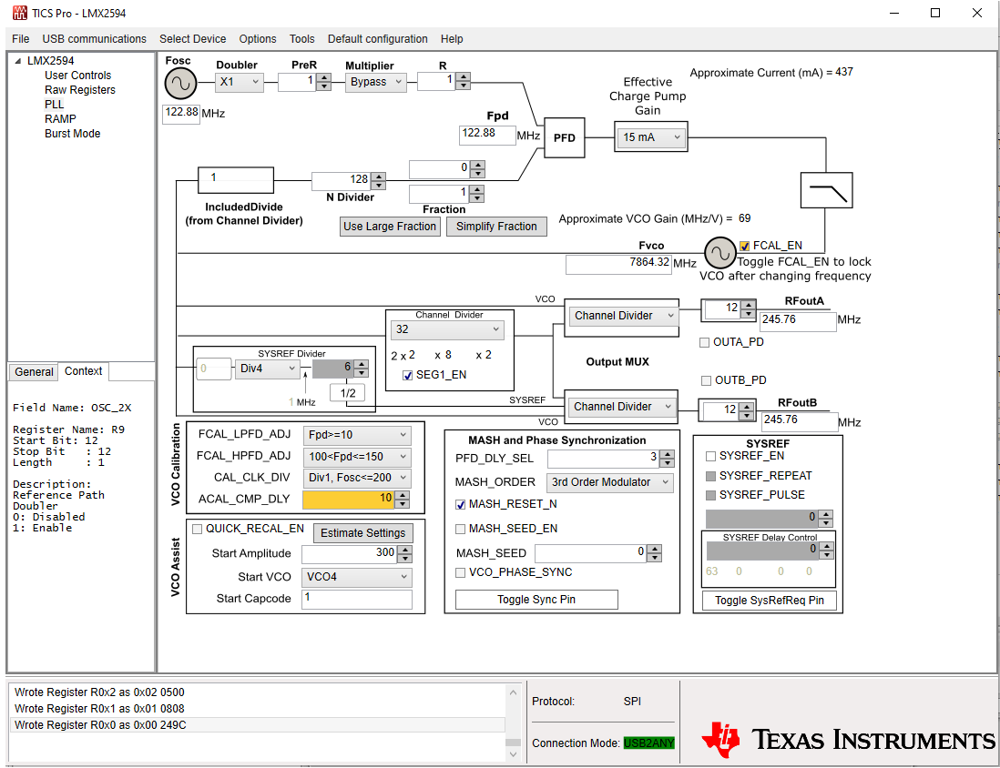 TICS Pro - LMX2594
File USB communications Select Device Options Tools Default configuration Help
LMX2594
User Controls
Raw Registers
PLL
RAMP
Burst Mode
General Context
Field Name: OSC_2X
Register Name: R9
Start Bit: 12
Stop Bit : 12
Length : 1
Description:
Reference Path
Doubler
0: Disabled
1: Enable
Fosc Doubler PreR Multiplier R
X1 1 Bypass 1
122.88 MHz
Approximate Current (mA) = 437
Effective
Charge Pump
Gain
15 mA
Fpd
122.88 MHz
PFD
1
IncludedDivide
(from Channel Divider)
128
N Divider
0
1
Fraction
Use Large Fraction Simplify Fraction
Approximate VCO Gain (MHz/V) = 69
Fvco
7864.32 MHz
FCAL_EN
Toggle FCAL_EN to lock
VCO after changing frequency
VCO
Channel Divider
32
2 x 2 x 8 x 2
SEG1_EN
SYSREF Divider
0 Div4 6
1 MHz
1/2
SYSREF
VCO
Channel Divider
12
RFoutA
245.76 MHz
OUTA_PD
Output MUX
OUTB_PD
Channel Divider
12
RFoutB
245.76 MHz
VCO Calibration
FCAL_LPFD_ADJ Fpd>=10
FCAL_HPFD_ADJ 100<Fpd<=150
CAL_CLK_DIV Div1, Fosc<=200
ACAL_CMP_DLY 10
VCO Assist
QUICK_RECAL_EN Estimate Settings
Start Amplitude 300
Start VCO VCO4
Start Capcode 1
MASH and Phase Synchronization
PFD_DLY_SEL 3
MASH_ORDER 3rd Order Modulator
MASH_RESET_N
MASH_SEED_EN
MASH_SEED 0
VCO_PHASE_SYNC
Toggle Sync Pin
SYSREF
SYSREF_EN
SYSREF_REPEAT
SYSREF_PULSE
0
SYSREF Delay Control
0
63 0 0 0
Toggle SysRefReq Pin
Wrote Register R0x2 as 0x02 0500
Wrote Register R0x1 as 0x01 0808
Wrote Register R0x0 as 0x00 249C
Protocol: SPI
Connection Mode: USB2ANY
TEXAS INSTRUMENTS